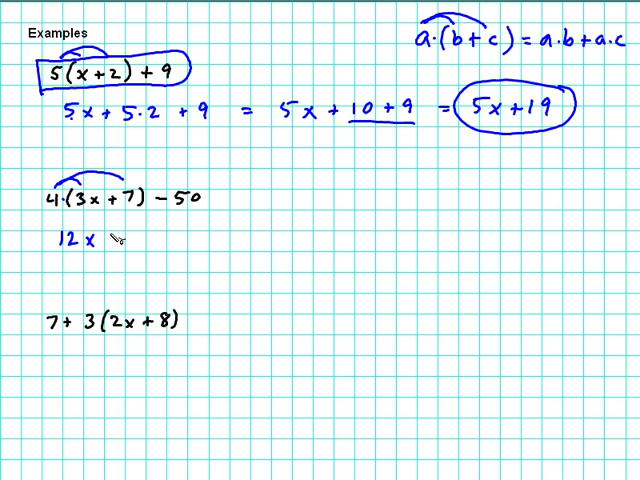 Examples
a·(b+c) = a.b+a.c
5(x+2)+9
5x+5·2+9 = 5x+10+9 = 5x+19
4·(3x+7)-50
12x
7+ 3(2x+8)